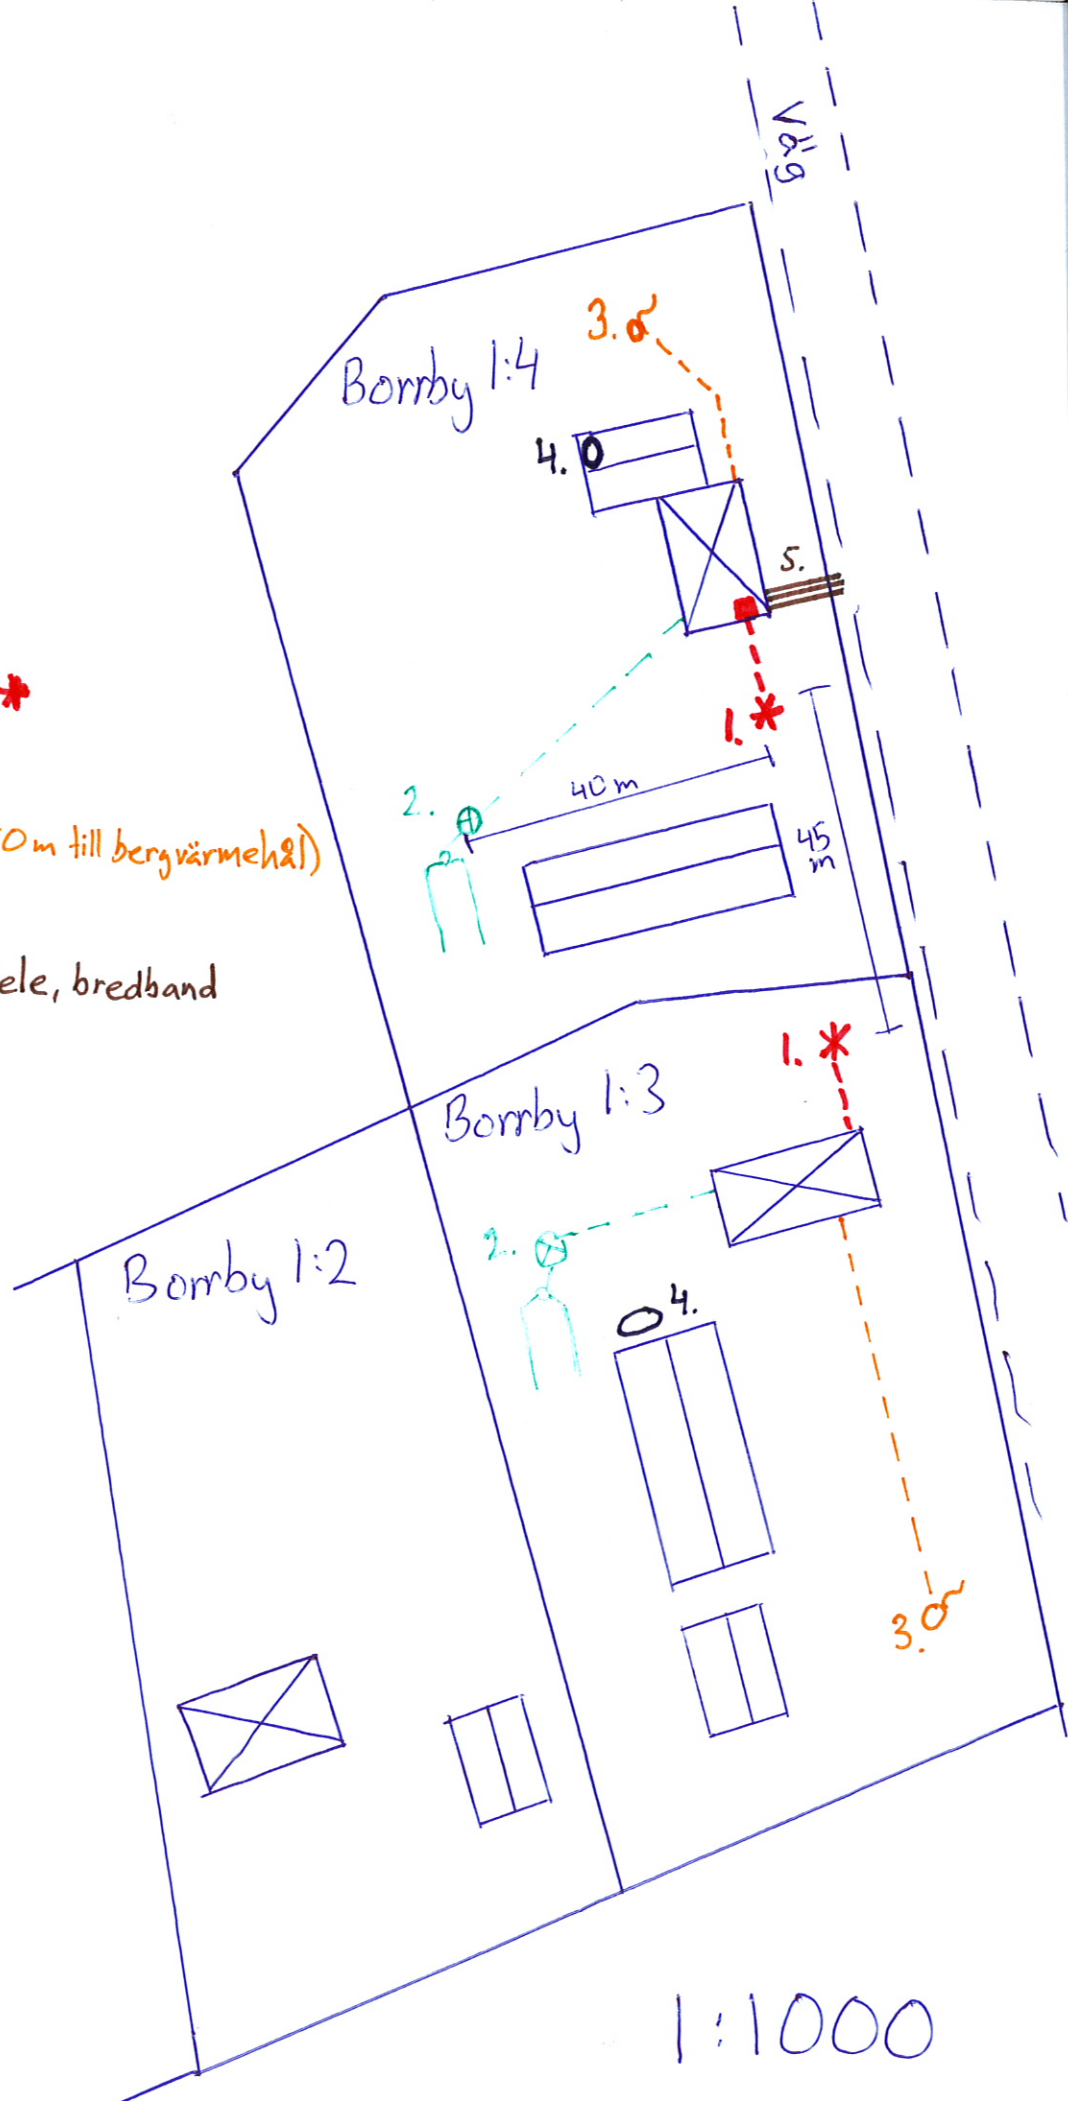 Väg
3.
Borrby 1:4
4.
5.
1.
40 m
2.
45
m
0m till bergvärmehål)
ele, bredband
1.
Borrby 1:3
2.
Borrby 1:2
4.
3.
1:1000